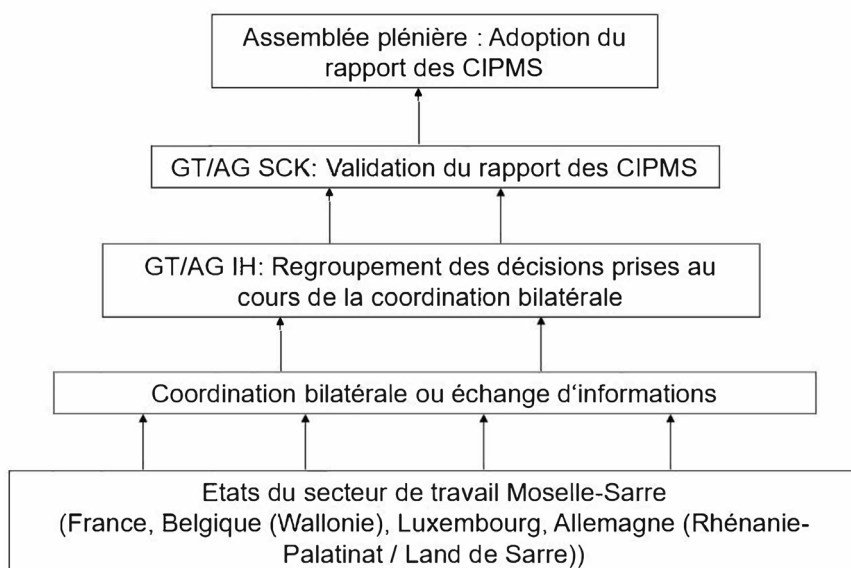 Assemblée plénière : Adoption du
rapport des CIPMS
GT/AG SCK: Validation du rapport des CIPMS
GT/AG IH: Regroupement des décisions prises au
cours de la coordination bilatérale
Coordination bilatérale ou échange d‘informations
Etats du secteur de travail Moselle-Sarre
(France, Belgique (Wallonie), Luxembourg, Allemagne (Rhénanie-
Palatinat / Land de Sarre))